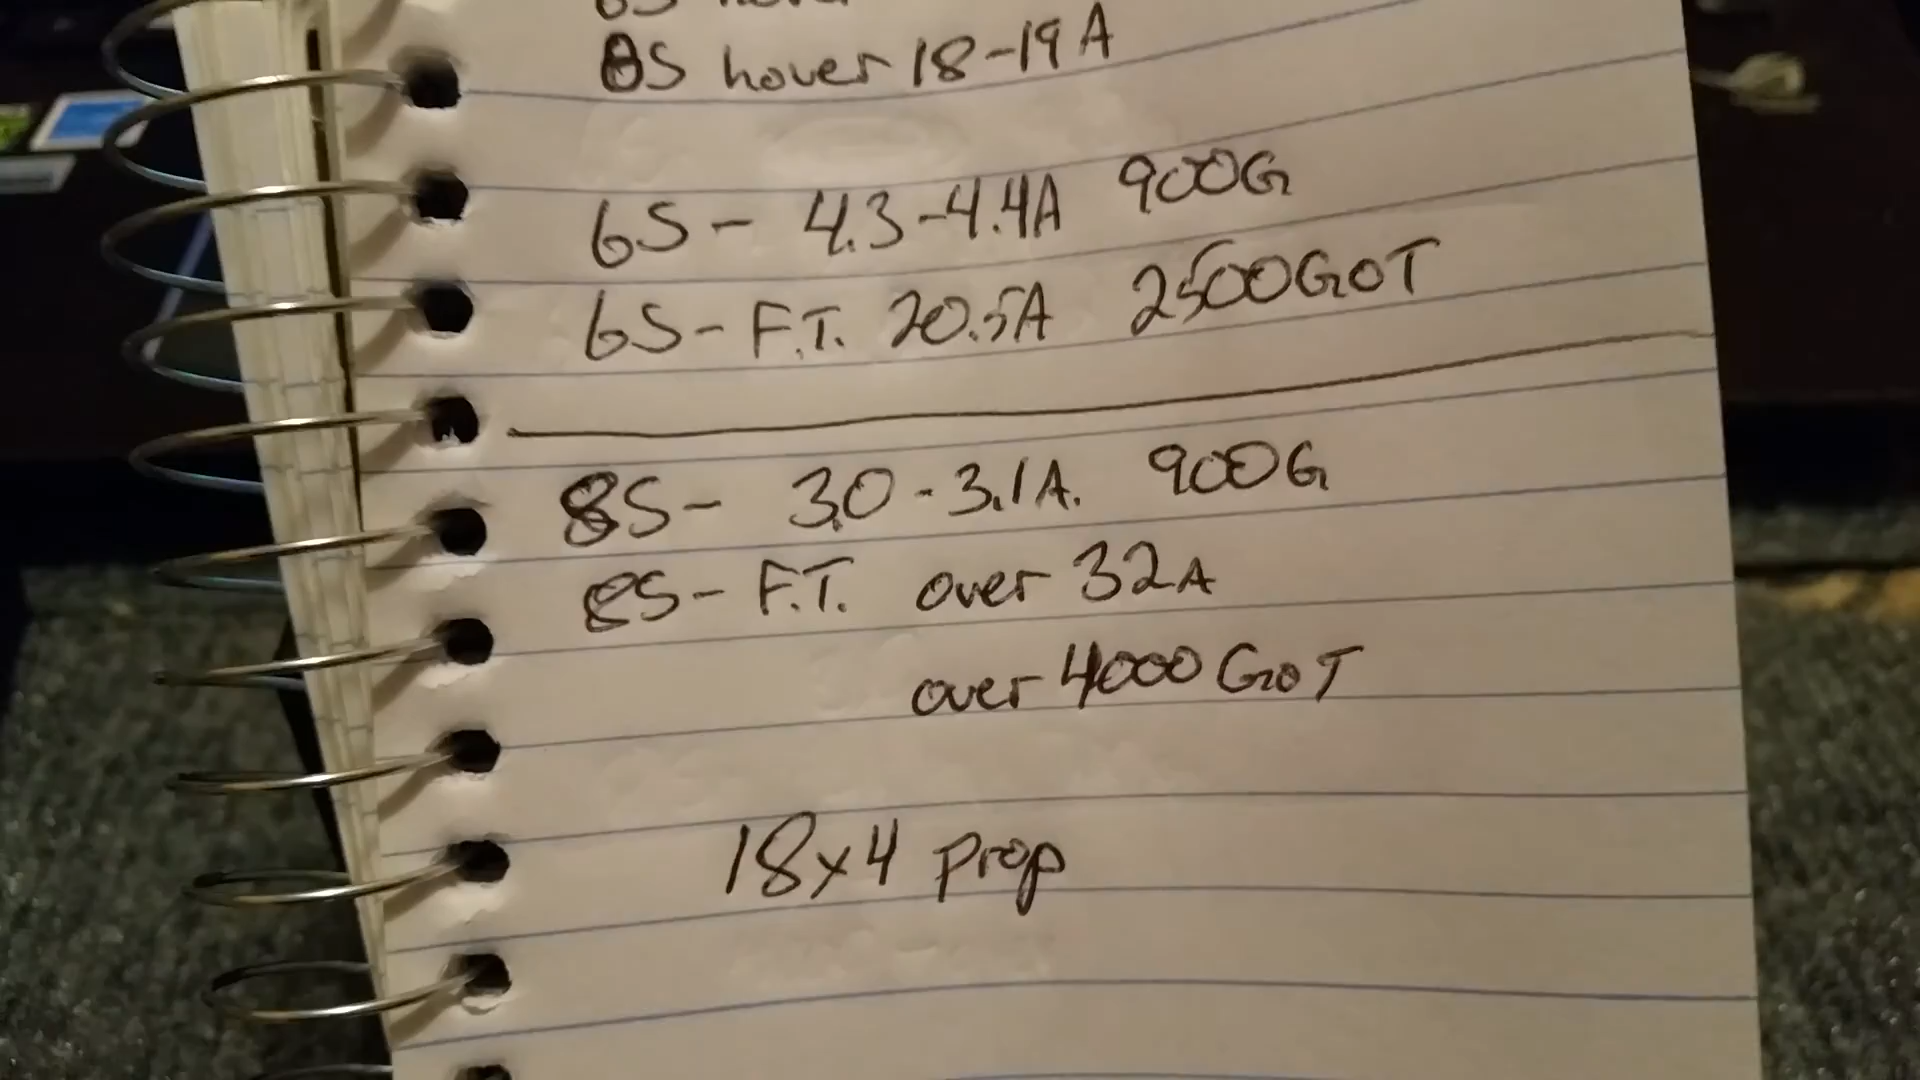 8S hover 18-19A
6S- 4.3-4.4A 900G
6S- F.T. 20.5A 2500GOT
8S- 3.0-3.1A. 900G
8S- F.T. over 32A
over 4000 GOT
18x4 prop